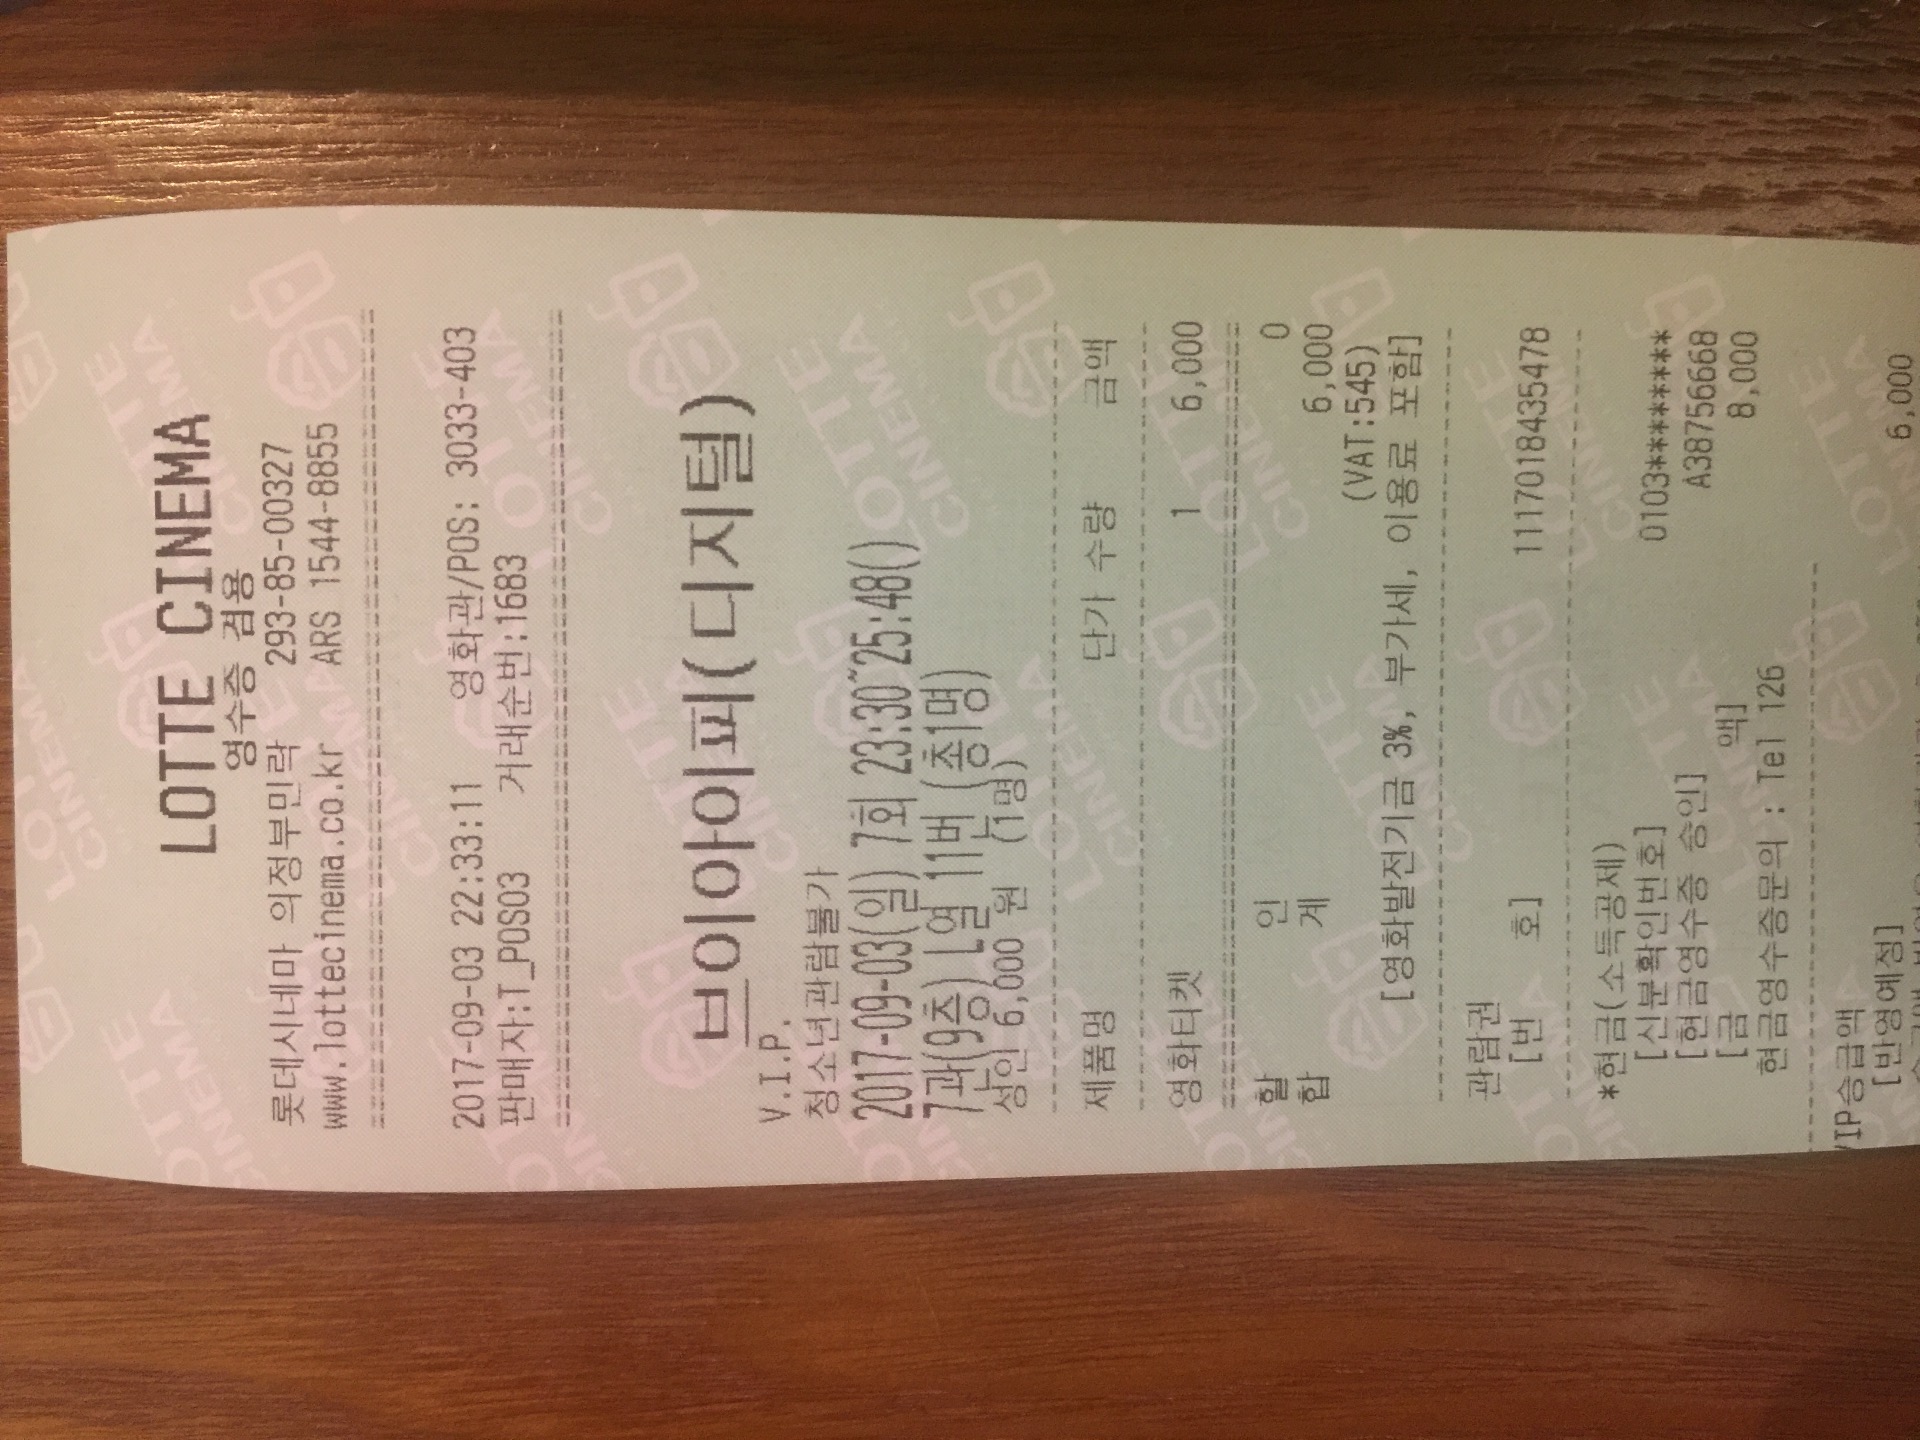 LOTTE CINEMA
영수증 겸용
롯데시네마 의정부민락 293-85-00327
www.lottecinema.co.kr ARS 1544-8855
2017-09-03 22:33:11 영화관/POS: 3033-403
판매자:T_POS03 거래순번:1683
브이아이피(디지털)
V.I.P.
청소년관람불가
2017-09-03(일) 7회 23:30~25:48()
7관(9층) L열 11번 (총1명)
성인 6,000 원 (1명)
제품명 단가 수량 금액
영화티켓 1 6,000
할 인 0
합 계 6,000
(VAT:545)
[영화발전기금 3%, 부가세, 이용료 포함]
관람권
[번 호] 1117018435478
*현금(소득공제)
[신분확인번호] 0103********
[현금영수증 승인] A38756668
[금 액] 8,000
현금영수증문의 : Tel 126
VIP승급액
[반영예정] 6,000